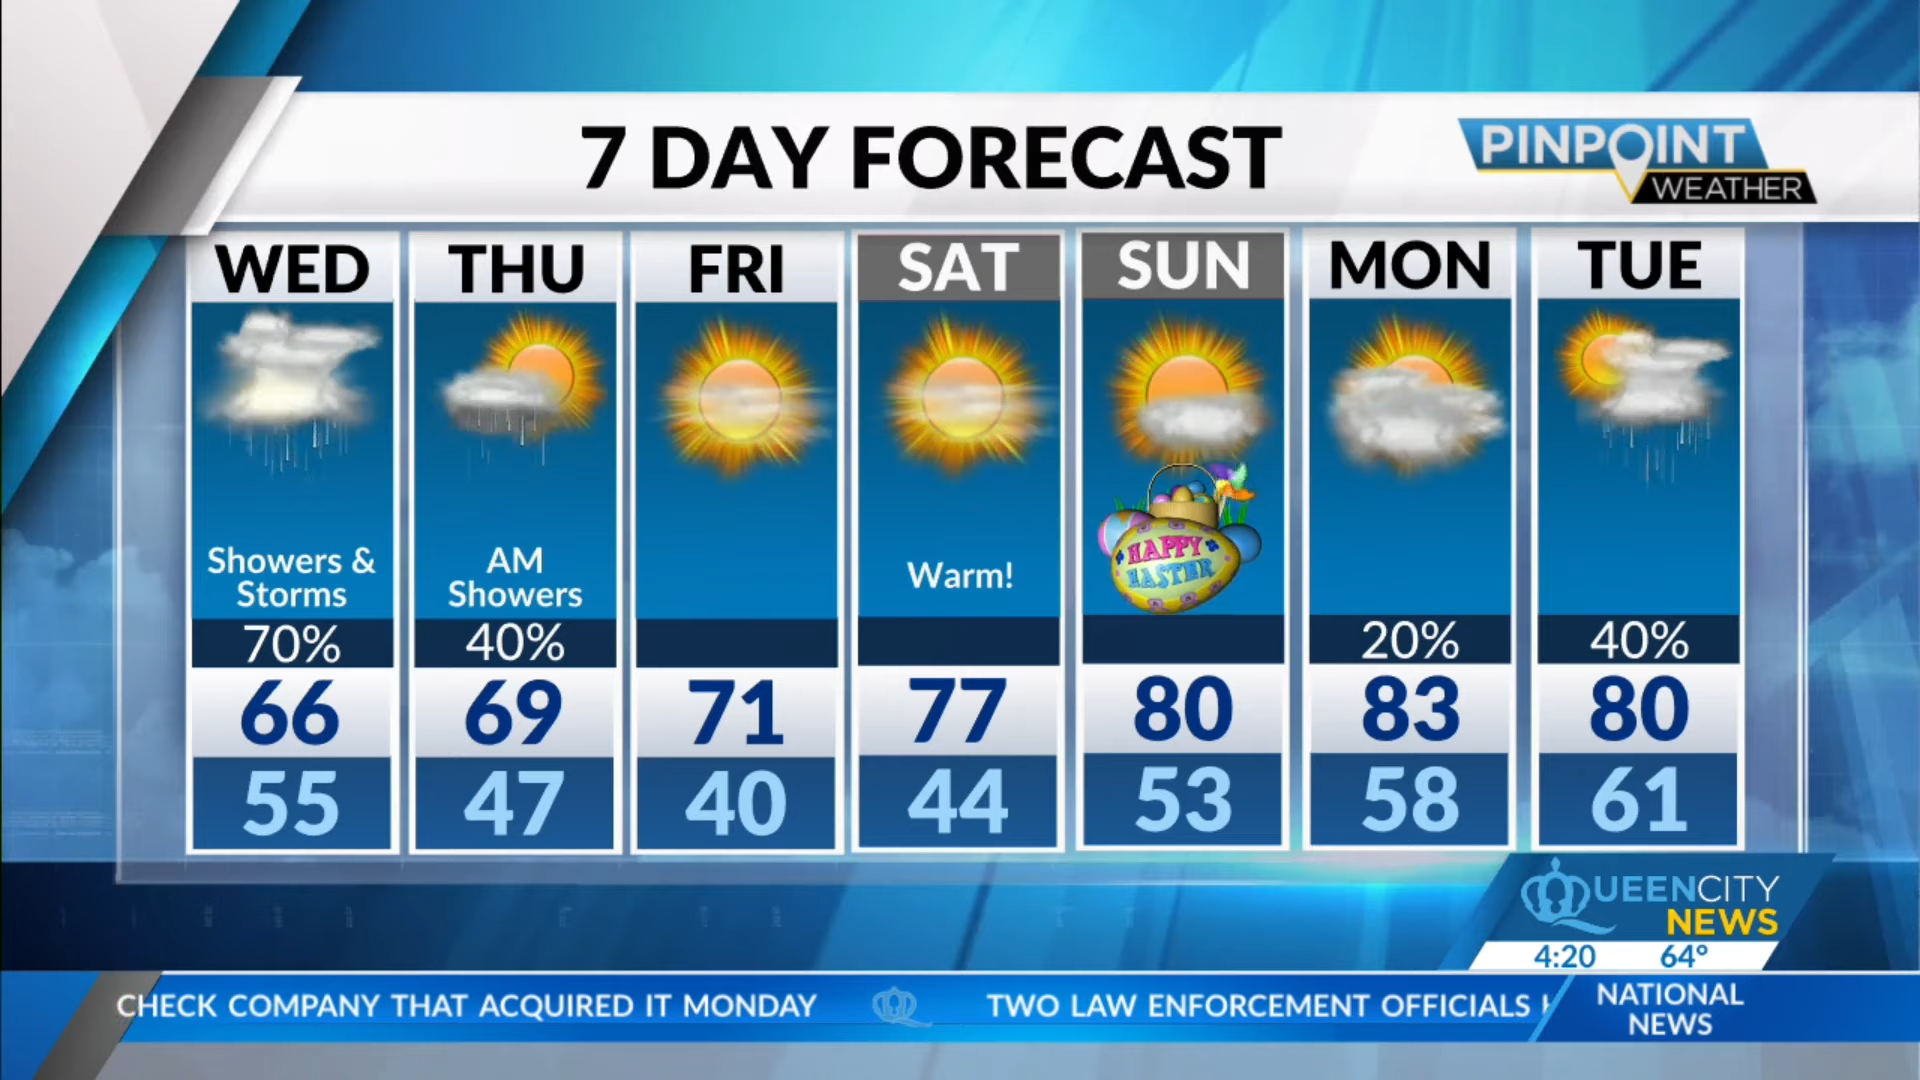 7 DAY FORECAST
PINPOINT
WEATHER
WED
THU
FRI
SAT
SUN
MON
TUE
Showers &
Storms
AM
Showers
Warm!
HAPPY
EASTER
70%
40%
20%
40%
66
69
71
77
80
83
80
55
47
40
44
53
58
61
QUEENCITY
NEWS
4:20 64°
CHECK COMPANY THAT ACQUIRED IT MONDAY
TWO LAW ENFORCEMENT OFFICIALS
NATIONAL
NEWS